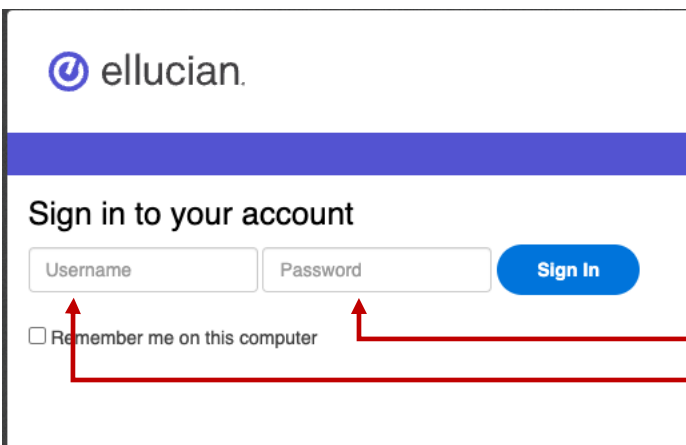 ellucian.
Sign in to your account
Username Password Sign In
Remember me on this computer